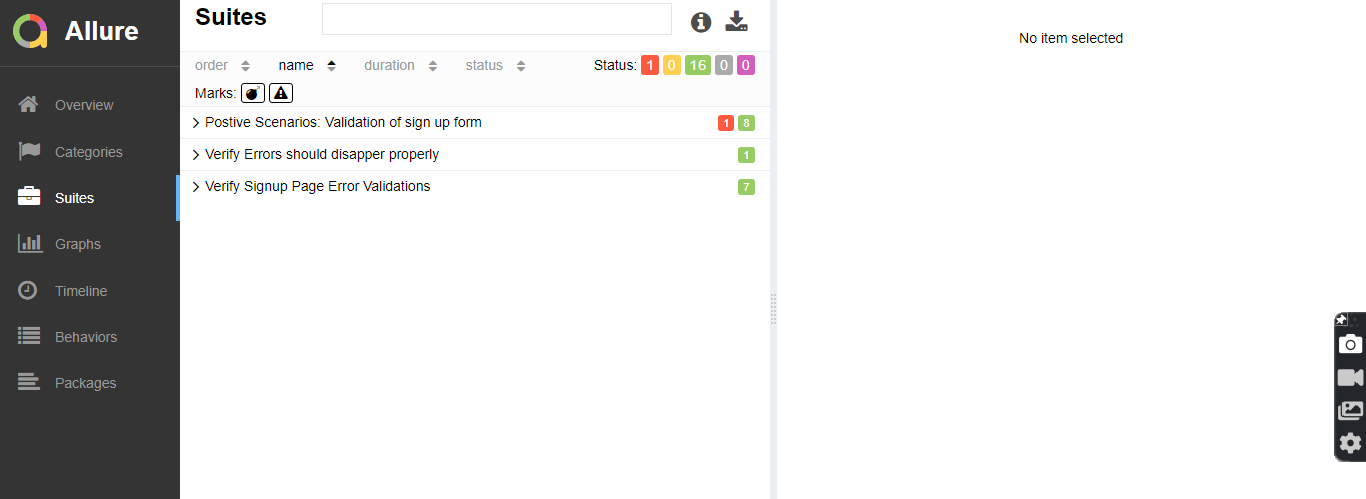 Allure
Overview
Categories
Suites
Graphs
Timeline
Behaviors
Packages
Suites
order name duration status Status: 1 0 16 0 0
Marks:
Postive Scenarios: Validation of sign up form 1 8
Verify Errors should disapper properly 1
Verify Signup Page Error Validations 7
No item selected